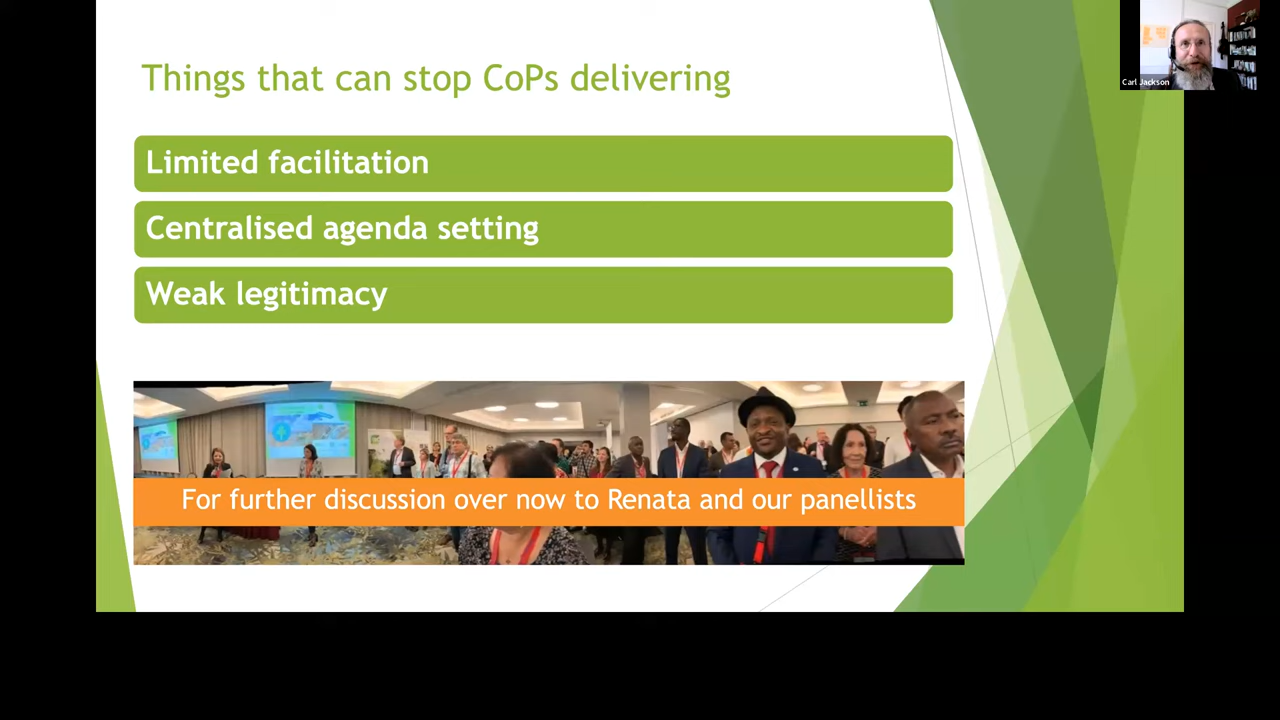 Things that can stop CoPs delivering
Carl Jackson
Limited facilitation
Centralised agenda setting
Weak legitimacy
For further discussion over now to Renata and our panellists